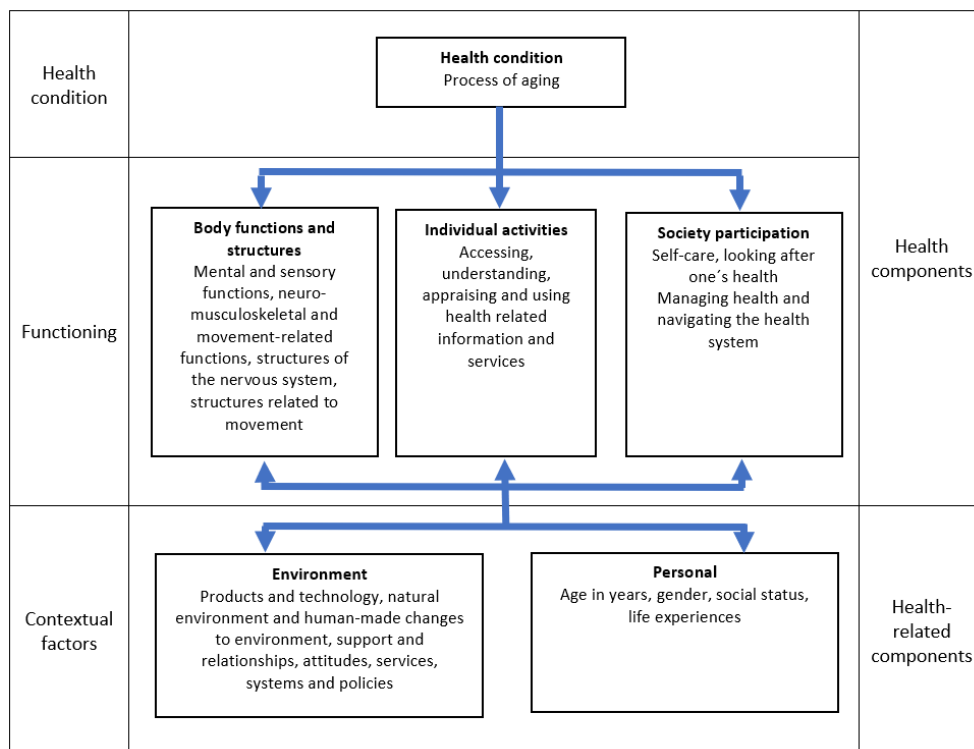 Health
condition
Health condition
Process of aging
Functioning
Body functions and
structures
Mental and sensory
functions, neuro-
musculoskeletal and
movement-related
functions, structures of
the nervous system,
structures related to
movement
Individual activities
Accessing,
understanding,
appraising and using
health related
information and
services
Society participation
Self-care, looking after
one´s health
Managing health and
navigating the health
system
Health
components
Contextual
factors
Environment
Products and technology, natural
environment and human-made changes
to environment, support and
relationships, attitudes, services,
systems and policies
Personal
Age in years, gender, social status,
life experiences
Health-
related
components